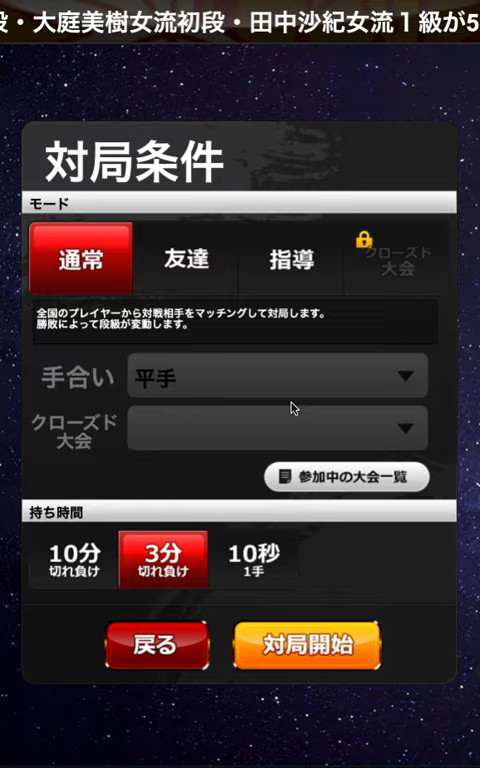 ・大庭美樹女流初段・田中沙紀女流１級が5
対局条件
モード
通常
友達
指導
クローズド
大会
全国のプレイヤーから対戦相手をマッチングして対局します。
勝敗によって段級が変動します。
手合い
平手
クローズド
大会
参加中の大会一覧
持ち時間
10分
切れ負け
3分
切れ負け
10秒
1手
戻る
対局開始